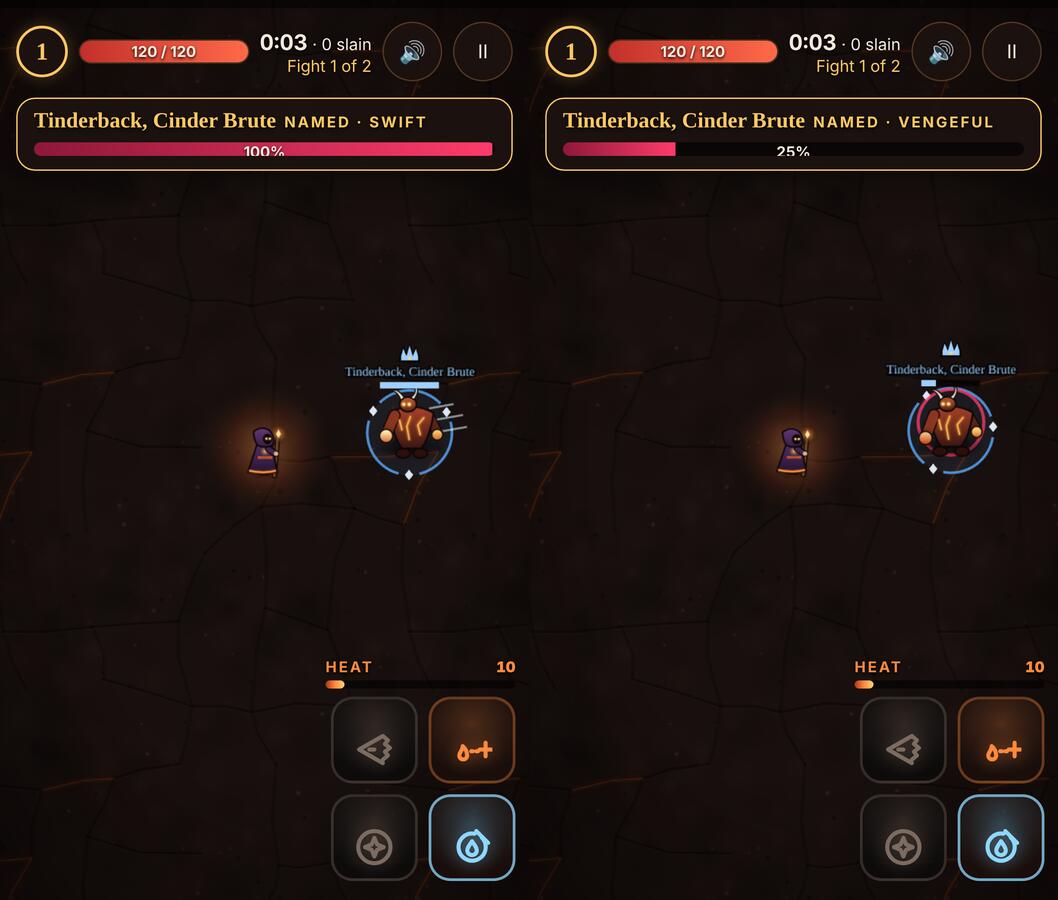 1
120 / 120
0:03 · 0 slain
Fight 1 of 2
Tinderback, Cinder Brute NAMED · SWIFT
100%
Tinderback, Cinder Brute
HEAT 10
1
120 / 120
0:03 · 0 slain
Fight 1 of 2
Tinderback, Cinder Brute NAMED · VENGEFUL
25%
Tinderback, Cinder Brute
HEAT 10